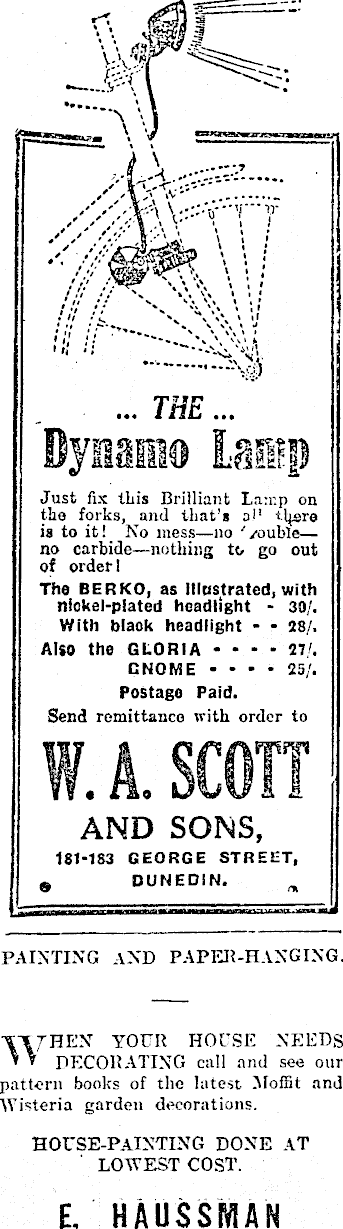 ... THE ...
Dynamo Lamp
Just fix this Brilliant Lamp on
the forks, and that's all there
is to it! No mess—no trouble—
no carbide—nothing to go out
of order!
The BERKO, as Illustrated, with
nickel-plated headlight - 30/.
With black headlight - - 28/.
Also the GLORIA - - - - 27/.
GNOME - - - - 25/.
Postage Paid.
Send remittance with order to
W. A. SCOTT
AND SONS,
181-183 GEORGE STREET,
DUNEDIN.
PAINTING AND PAPER-HANGING.
WHEN YOUR HOUSE NEEDS
DECORATING call and see our
pattern books of the latest Moffit and
Wisteria garden decorations.
HOUSE-PAINTING DONE AT
LOWEST COST.
E. HAUSSMAN